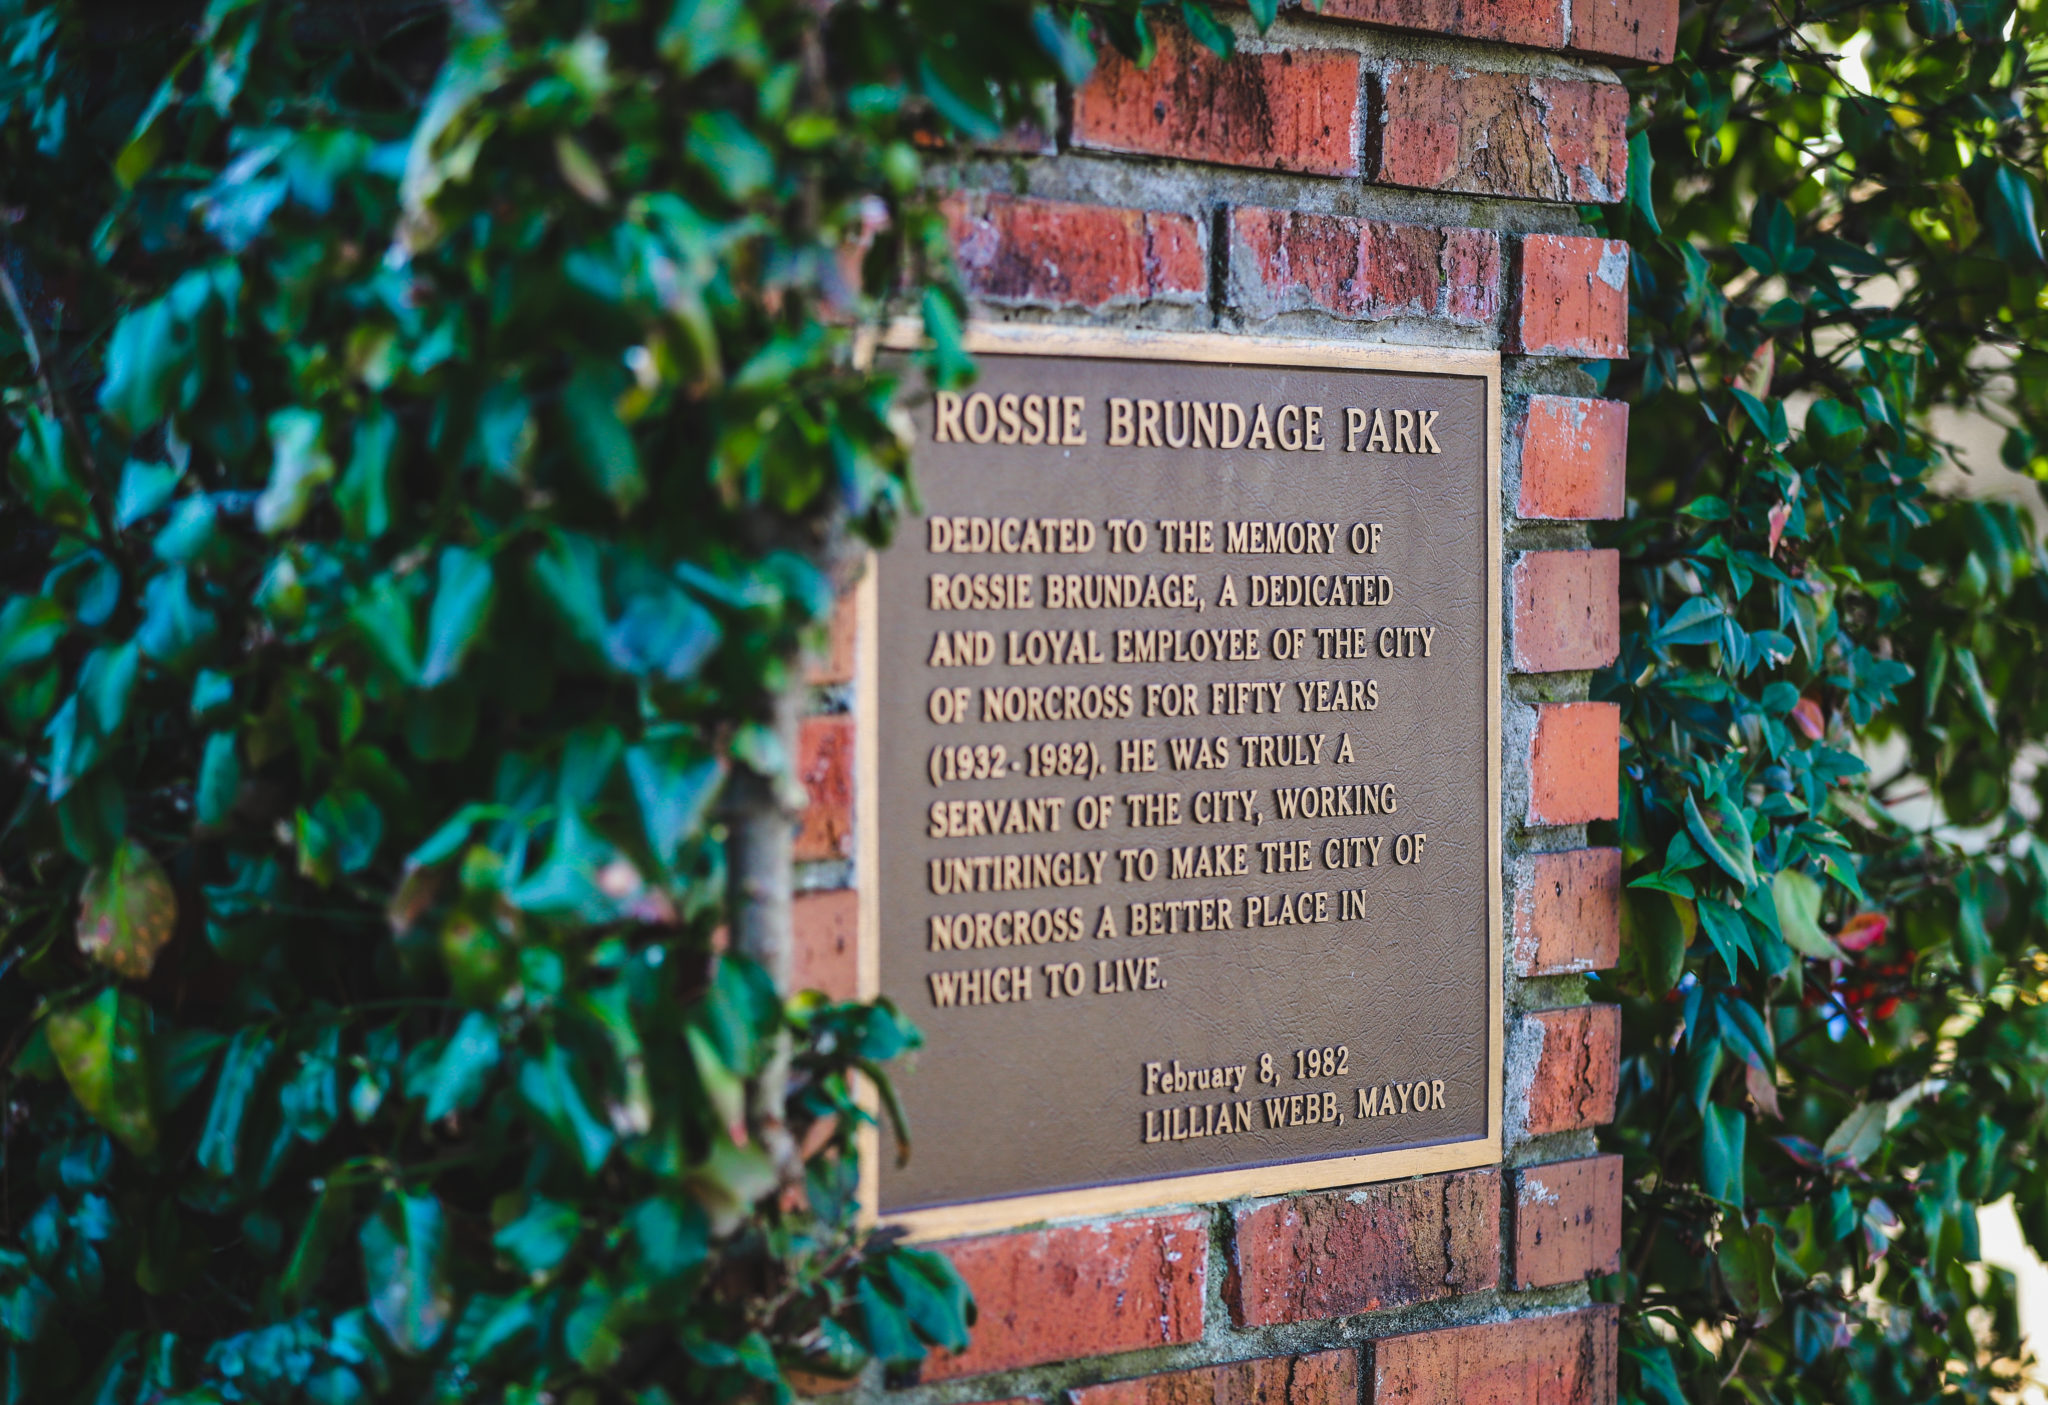 ROSSIE BRUNDAGE PARK
DEDICATED TO THE MEMORY OF
ROSSIE BRUNDAGE, A DEDICATED
AND LOYAL EMPLOYEE OF THE CITY
OF NORCROSS FOR FIFTY YEARS
(1932-1982). HE WAS TRULY A
SERVANT OF THE CITY, WORKING
UNTIRINGLY TO MAKE THE CITY OF
NORCROSS A BETTER PLACE IN
WHICH TO LIVE.
February 8, 1982
LILLIAN WEBB, MAYOR